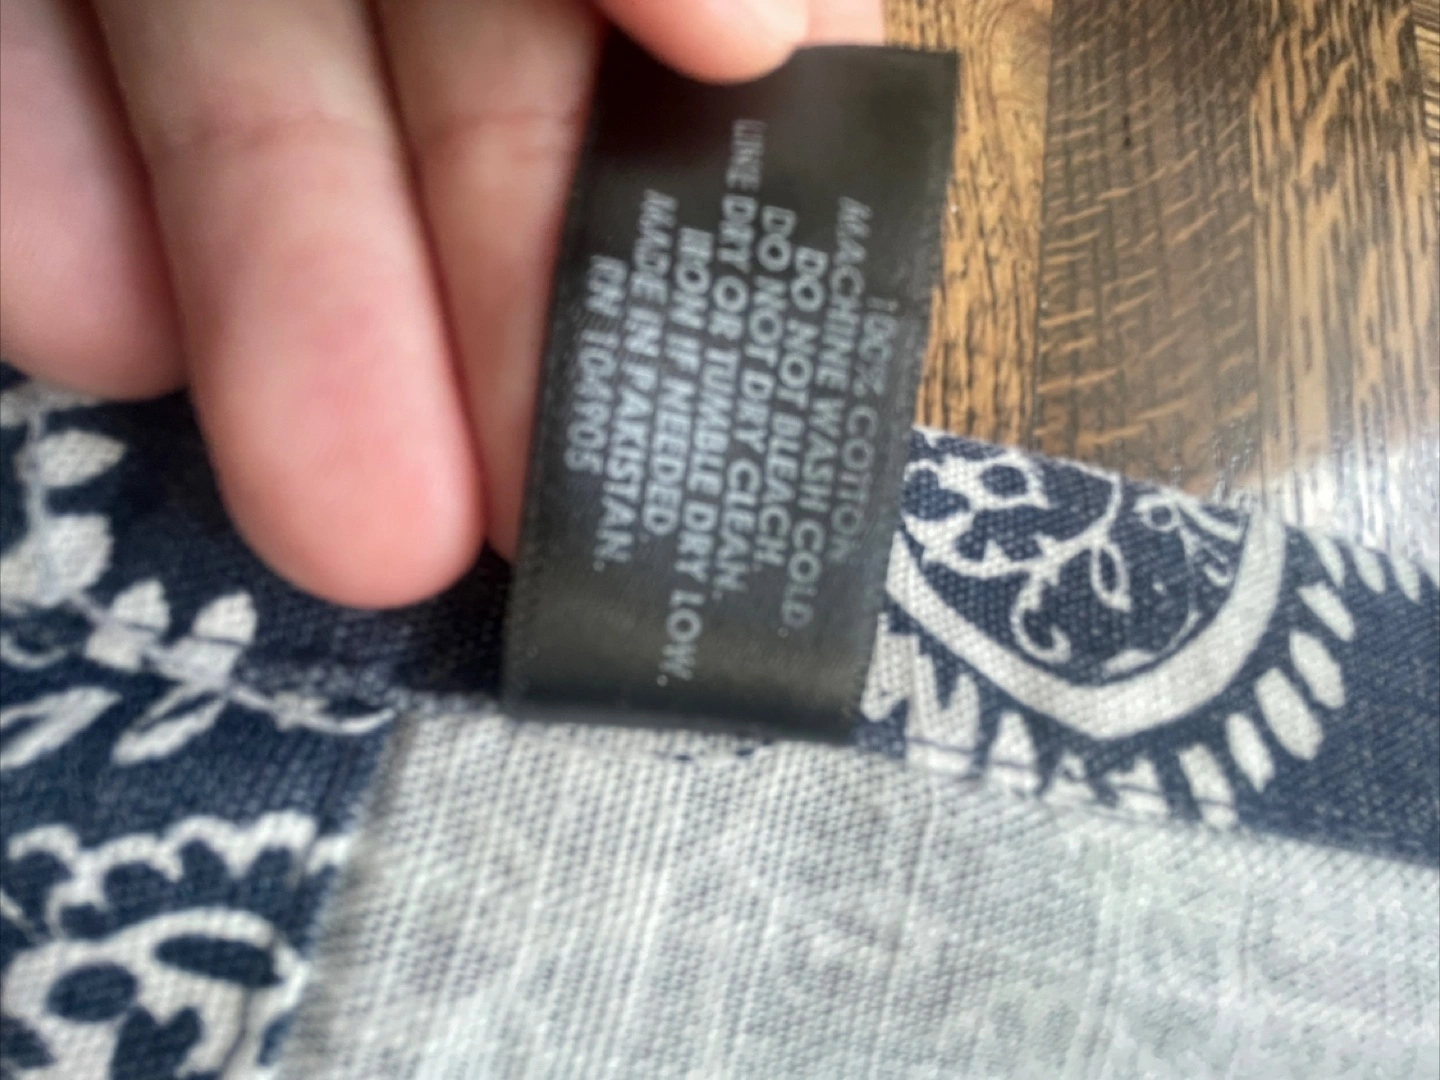 100% COTTON
MACHINE WASH COLD.
DO NOT BLEACH.
DO NOT DRY CLEAN.
LINE DRY OR TUMBLE DRY LOW.
IRON IF NEEDED
MADE IN PAKISTAN.
RN 104905